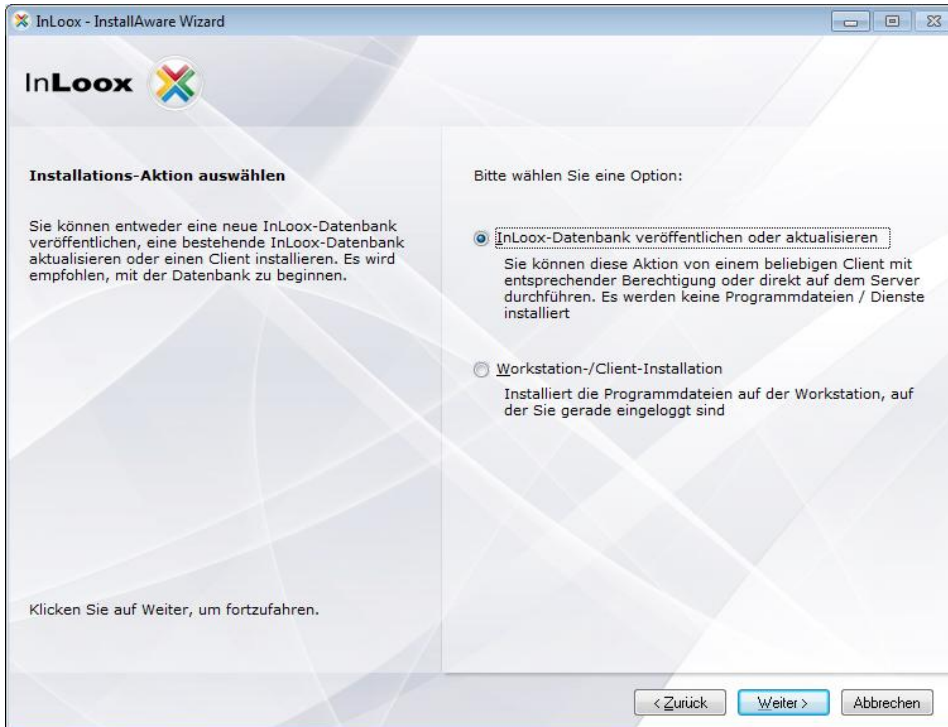 InLoox - InstallAware Wizard
InLoox
Installations-Aktion auswählen
Sie können entweder eine neue InLoox-Datenbank
veröffentlichen, eine bestehende InLoox-Datenbank
aktualisieren oder einen Client installieren. Es wird
empfohlen, mit der Datenbank zu beginnen.
Klicken Sie auf Weiter, um fortzufahren.
Bitte wählen Sie eine Option:
InLoox-Datenbank veröffentlichen oder aktualisieren
Sie können diese Aktion von einem beliebigen Client mit
entsprechender Berechtigung oder direkt auf dem Server
durchführen. Es werden keine Programmdateien / Dienste
installiert
Workstation-/Client-Installation
Installiert die Programmdateien auf der Workstation, auf
der Sie gerade eingeloggt sind
< Zurück
Weiter >
Abbrechen